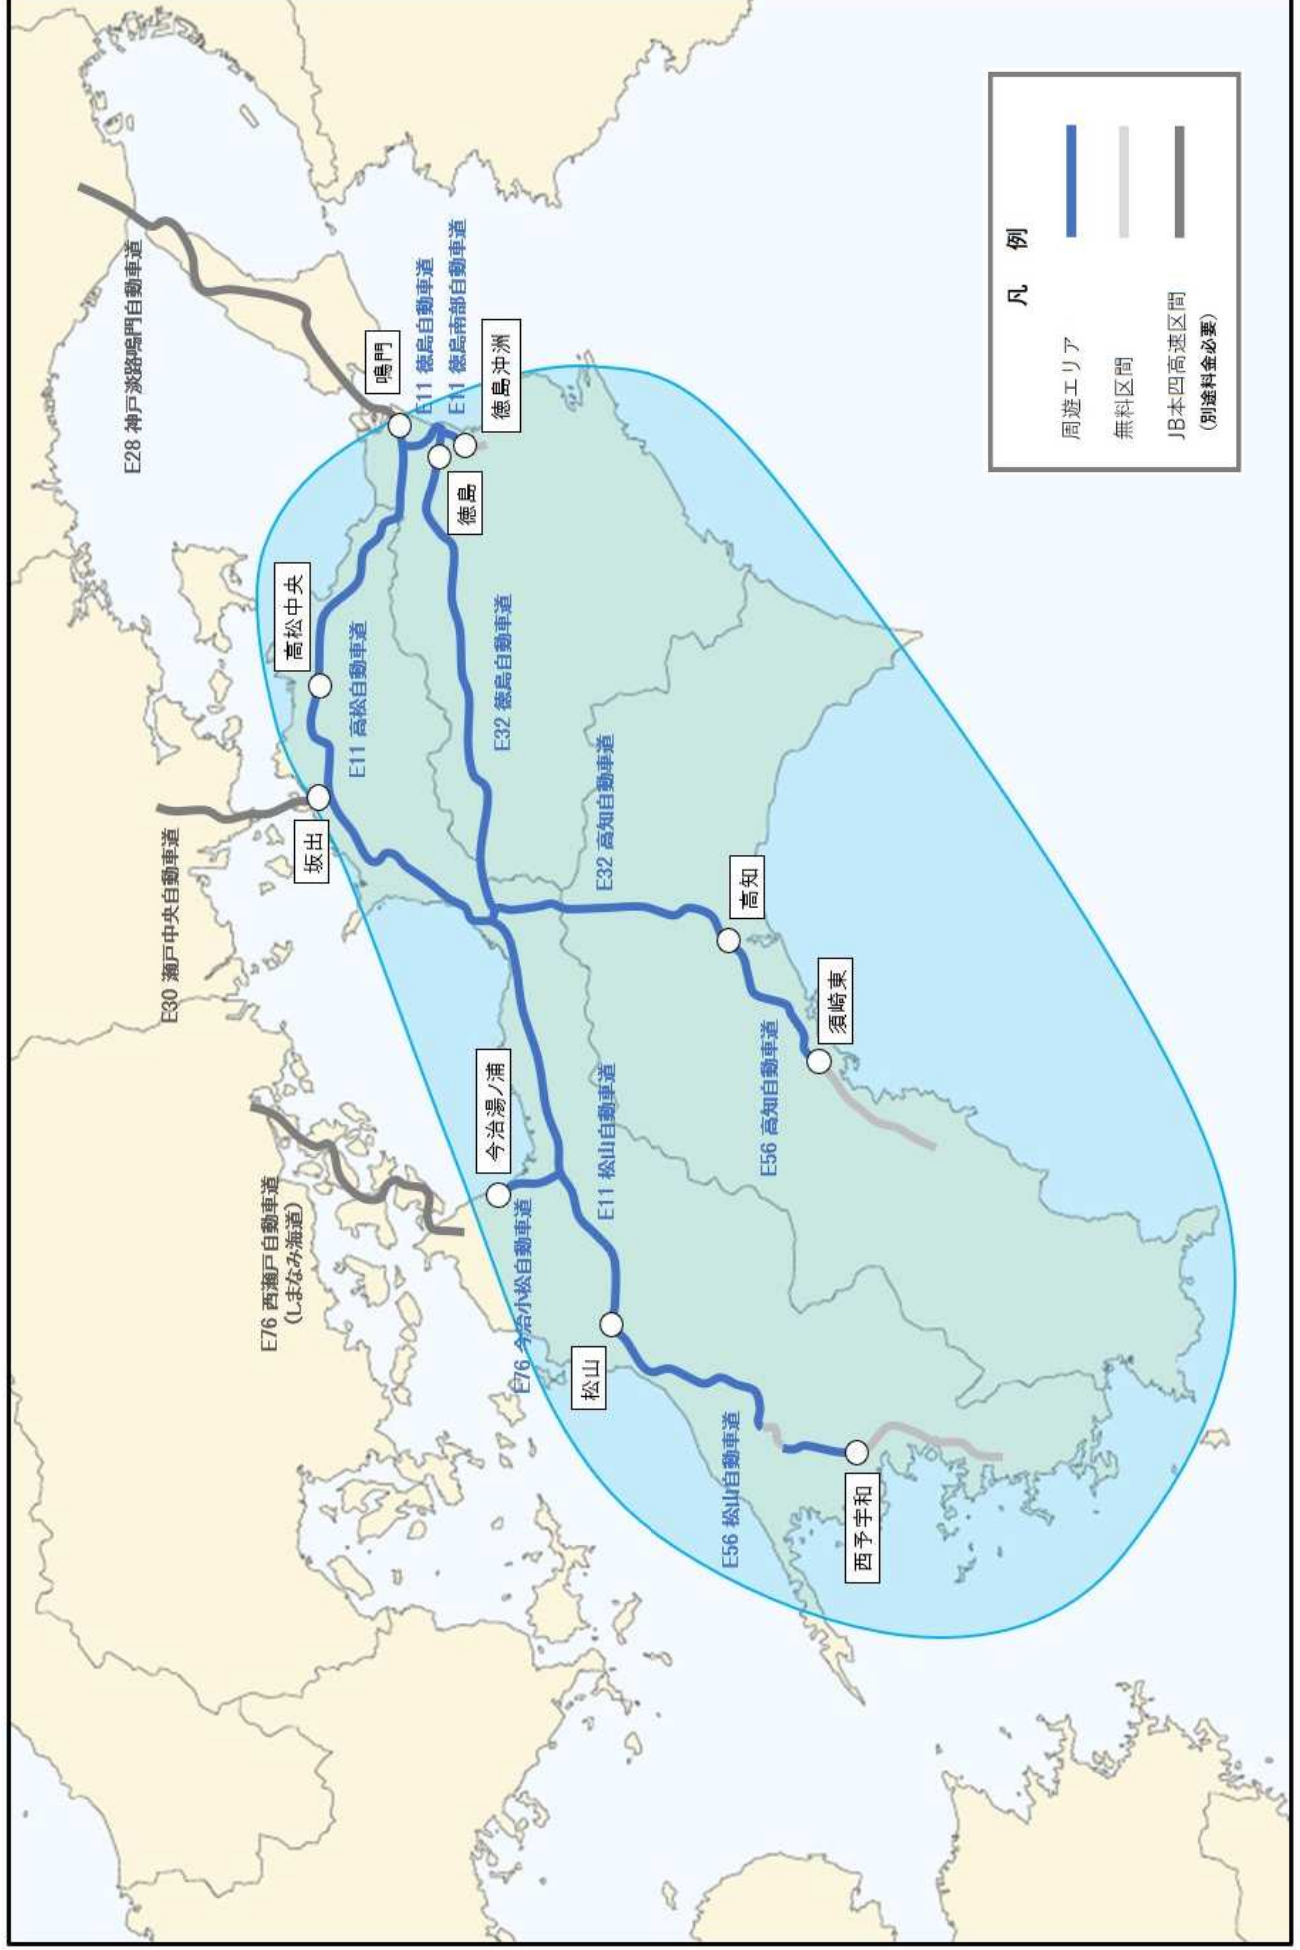 E28 神戸淡路鳴門自動車道
E30 瀬戸中央自動車道
E76 西瀬戸自動車道
(しまなみ海道)
鳴門
E11 徳島自動車道
E11 徳島南部自動車道
徳島沖洲
徳島
高松中央
E11 高松自動車道
坂出
E32 徳島自動車道
E32 高知自動車道
高知
須崎東
E56 高知自動車道
今治湯ノ浦
E76 今治小松自動車道
E11 松山自動車道
松山
E56 松山自動車道
西予宇和
凡 例
周遊エリア
無料区間
JB本四高速区間
(別途料金必要)